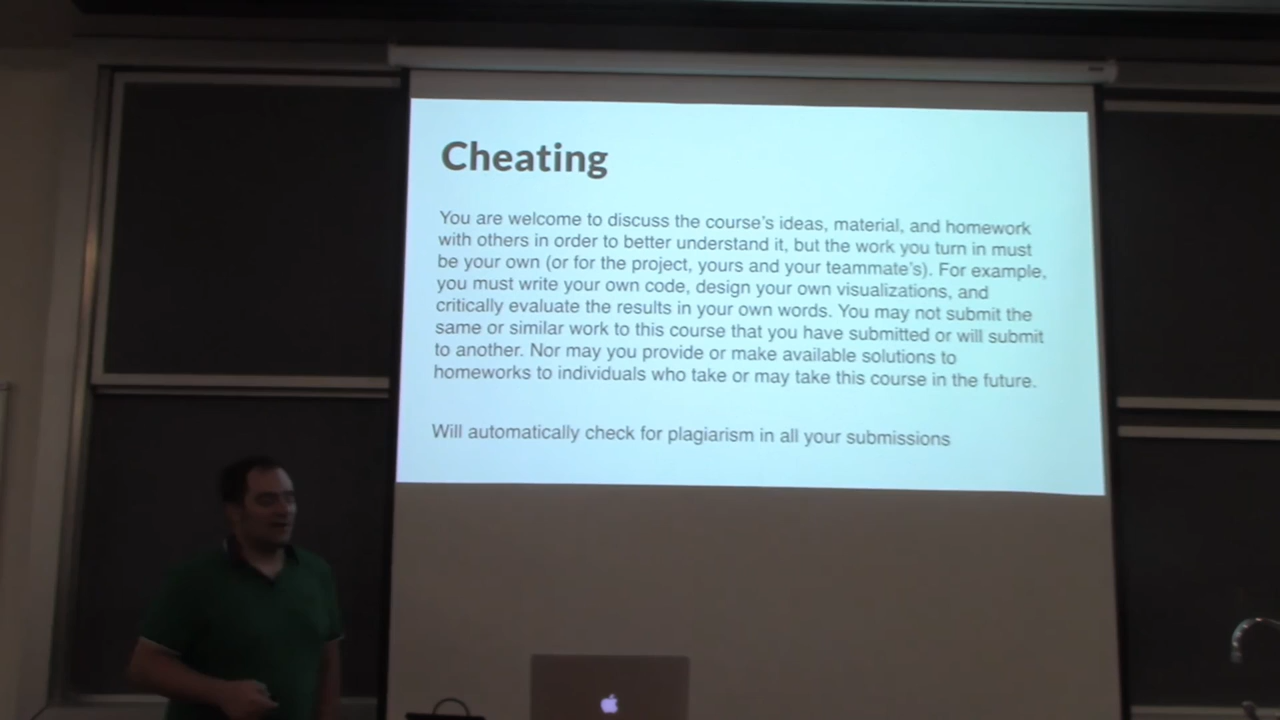 Cheating
You are welcome to discuss the course's ideas, material, and homework
with others in order to better understand it, but the work you turn in must
be your own (or for the project, yours and your teammate's). For example,
you must write your own code, design your own visualizations, and
critically evaluate the results in your own words. You may not submit the
same or similar work to this course that you have submitted or will submit
to another. Nor may you provide or make available solutions to
homeworks to individuals who take or may take this course in the future.
Will automatically check for plagiarism in all your submissions